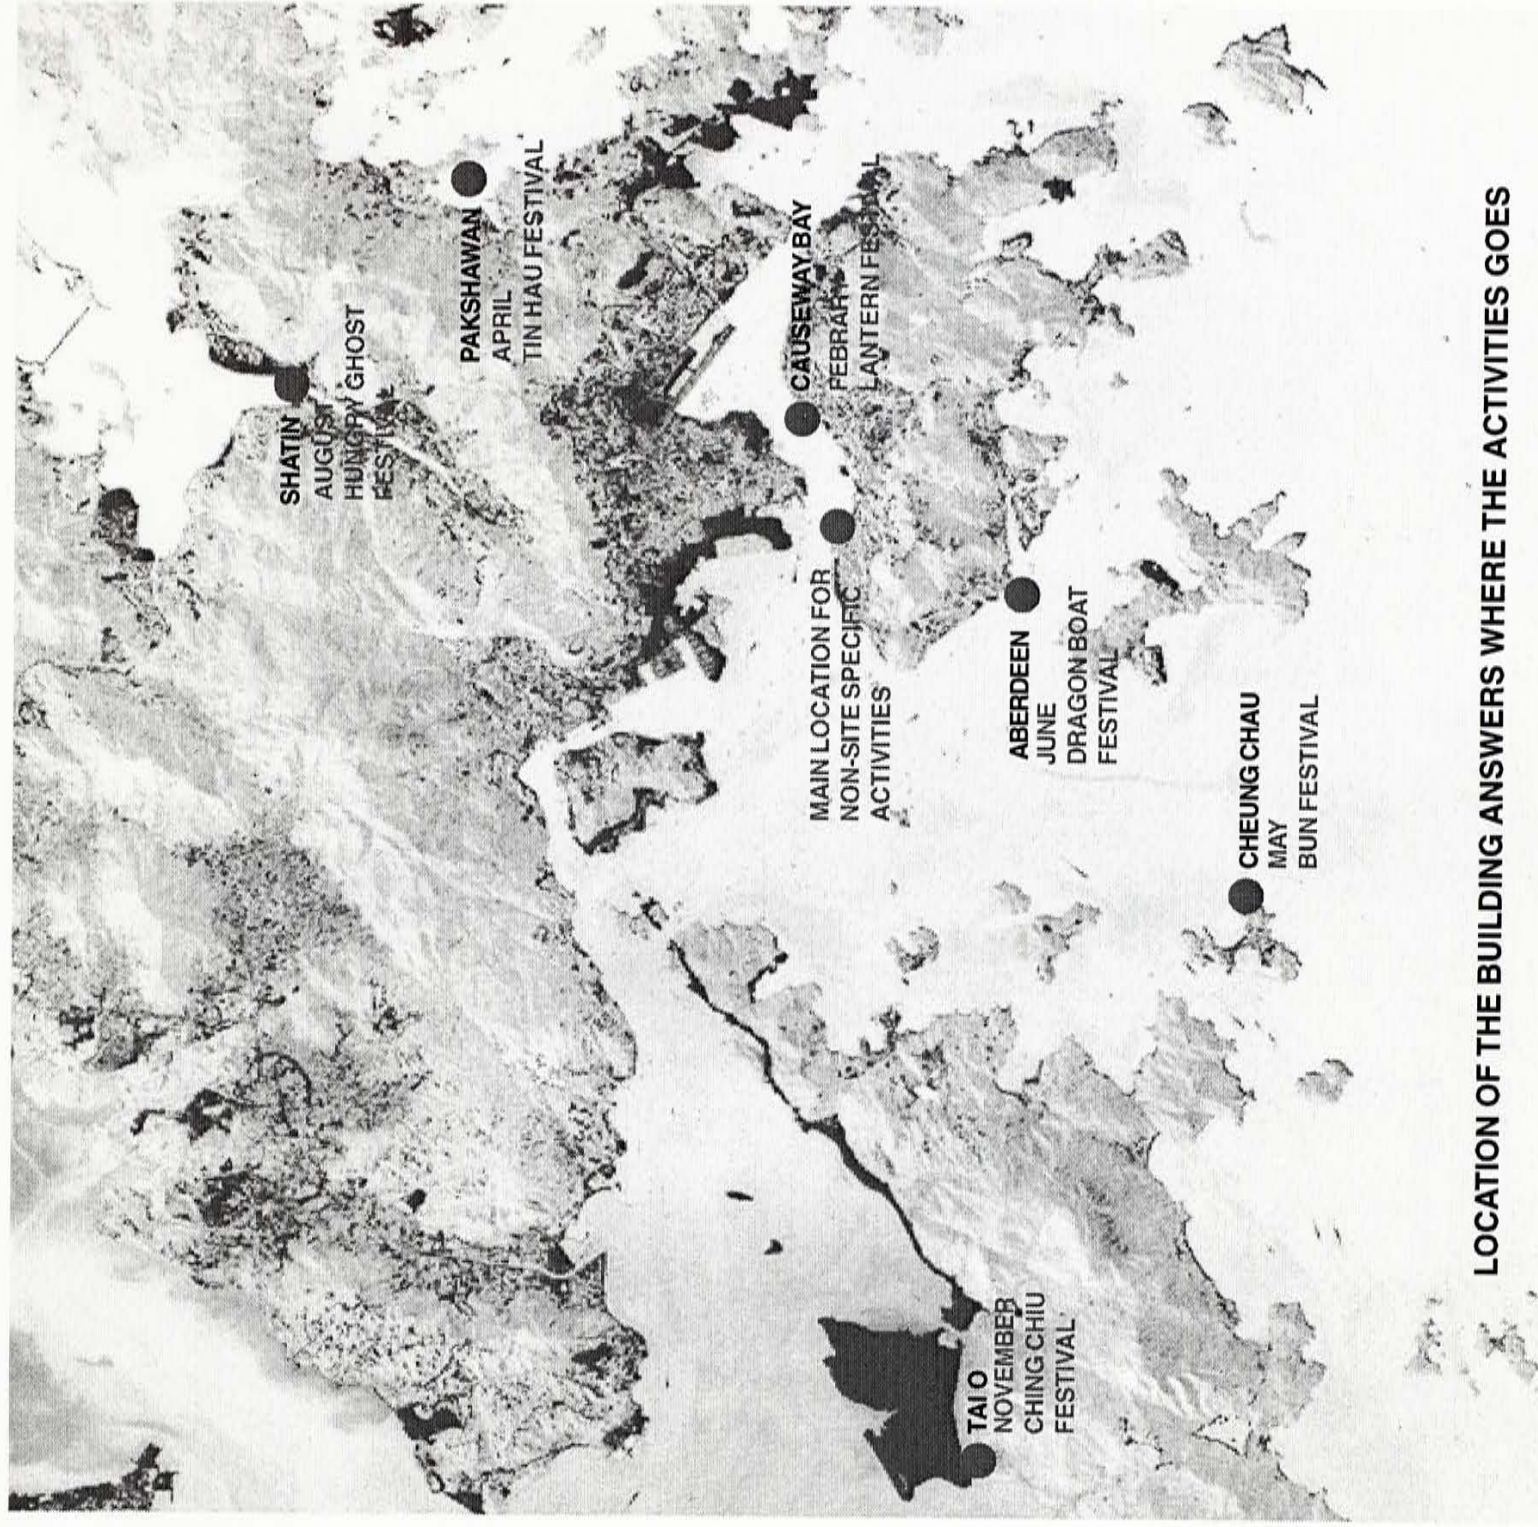 SHATIN
AUGUST
HUNGRY GHOST
FESTIVAL
PAKSHAWAN
APRIL
TIN HAU FESTIVAL
CAUSEWAY BAY
PEBRARY
LANTERN FESTIVAL
MAIN LOCATION FOR
NON-SITE SPECIFIC
ACTIVITIES
ABERDEEN
JUNE
DRAGON BOAT
FESTIVAL
CHEUNG CHAU
MAY
BUN FESTIVAL
TAI O
NOVEMBER
CHING CHIU
FESTIVAL
LOCATION OF THE BUILDING ANSWERS WHERE THE ACTIVITIES GOES